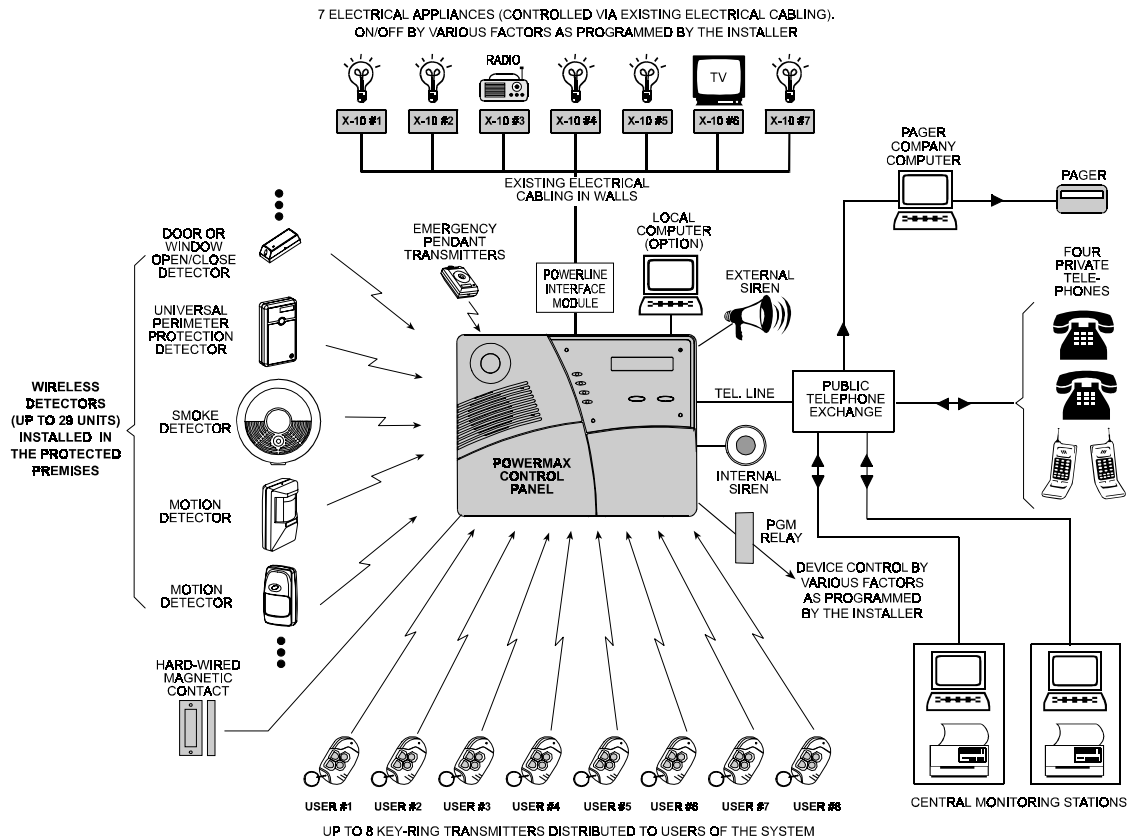 7 ELECTRICAL APPLIANCES (CONTROLLED VIA EXISTING ELECTRICAL CABLING).
ON/OFF BY VARIOUS FACTORS AS PROGRAMMED BY THE INSTALLER
RADIO
TV
X-10 #1
X-10 #2
X-10 #3
X-10 #4
X-10 #5
X-10 #6
X-10 #7
EXISTING ELECTRICAL
CABLING IN WALLS
PAGER
COMPANY
COMPUTER
PAGER
DOOR OR
WINDOW
OPEN/CLOSE
DETECTOR
EMERGENCY
PENDANT
TRANSMITTERS
POWERLINE
INTERFACE
MODULE
LOCAL
COMPUTER
(OPTION)
EXTERNAL
SIREN
FOUR
PRIVATE
TELE-
PHONES
UNIVERSAL
PERIMETER
PROTECTION
DETECTOR
WIRELESS
DETECTORS
(UP TO 29 UNITS)
INSTALLED IN
THE PROTECTED
PREMISES
SMOKE
DETECTOR
TEL. LINE
PUBLIC
TELEPHONE
EXCHANGE
POWERMAX
CONTROL
PANEL
INTERNAL
SIREN
MOTION
DETECTOR
PGM
RELAY
MOTION
DETECTOR
DEVICE CONTROL BY
VARIOUS FACTORS
AS PROGRAMMED
BY THE INSTALLER
HARD-WIRED
MAGNETIC
CONTACT
USER #1
USER #2
USER #3
USER #4
USER #5
USER #6
USER #7
USER #8
CENTRAL MONITORING STATIONS
UP TO 8 KEY-RING TRANSMITTERS DISTRIBUTED TO USERS OF THE SYSTEM